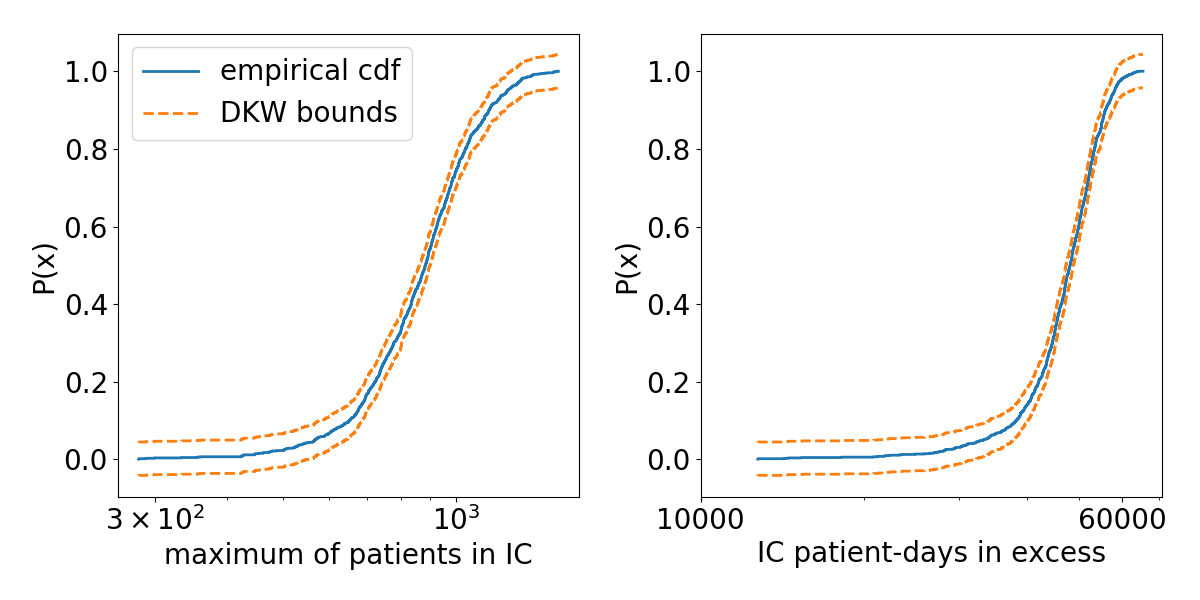 empirical cdf
DKW bounds
1.0
0.8
0.6
0.4
0.2
0.0
P(x)
3 × 10²
10³
maximum of patients in IC
1.0
0.8
0.6
0.4
0.2
0.0
P(x)
10000
60000
IC patient-days in excess